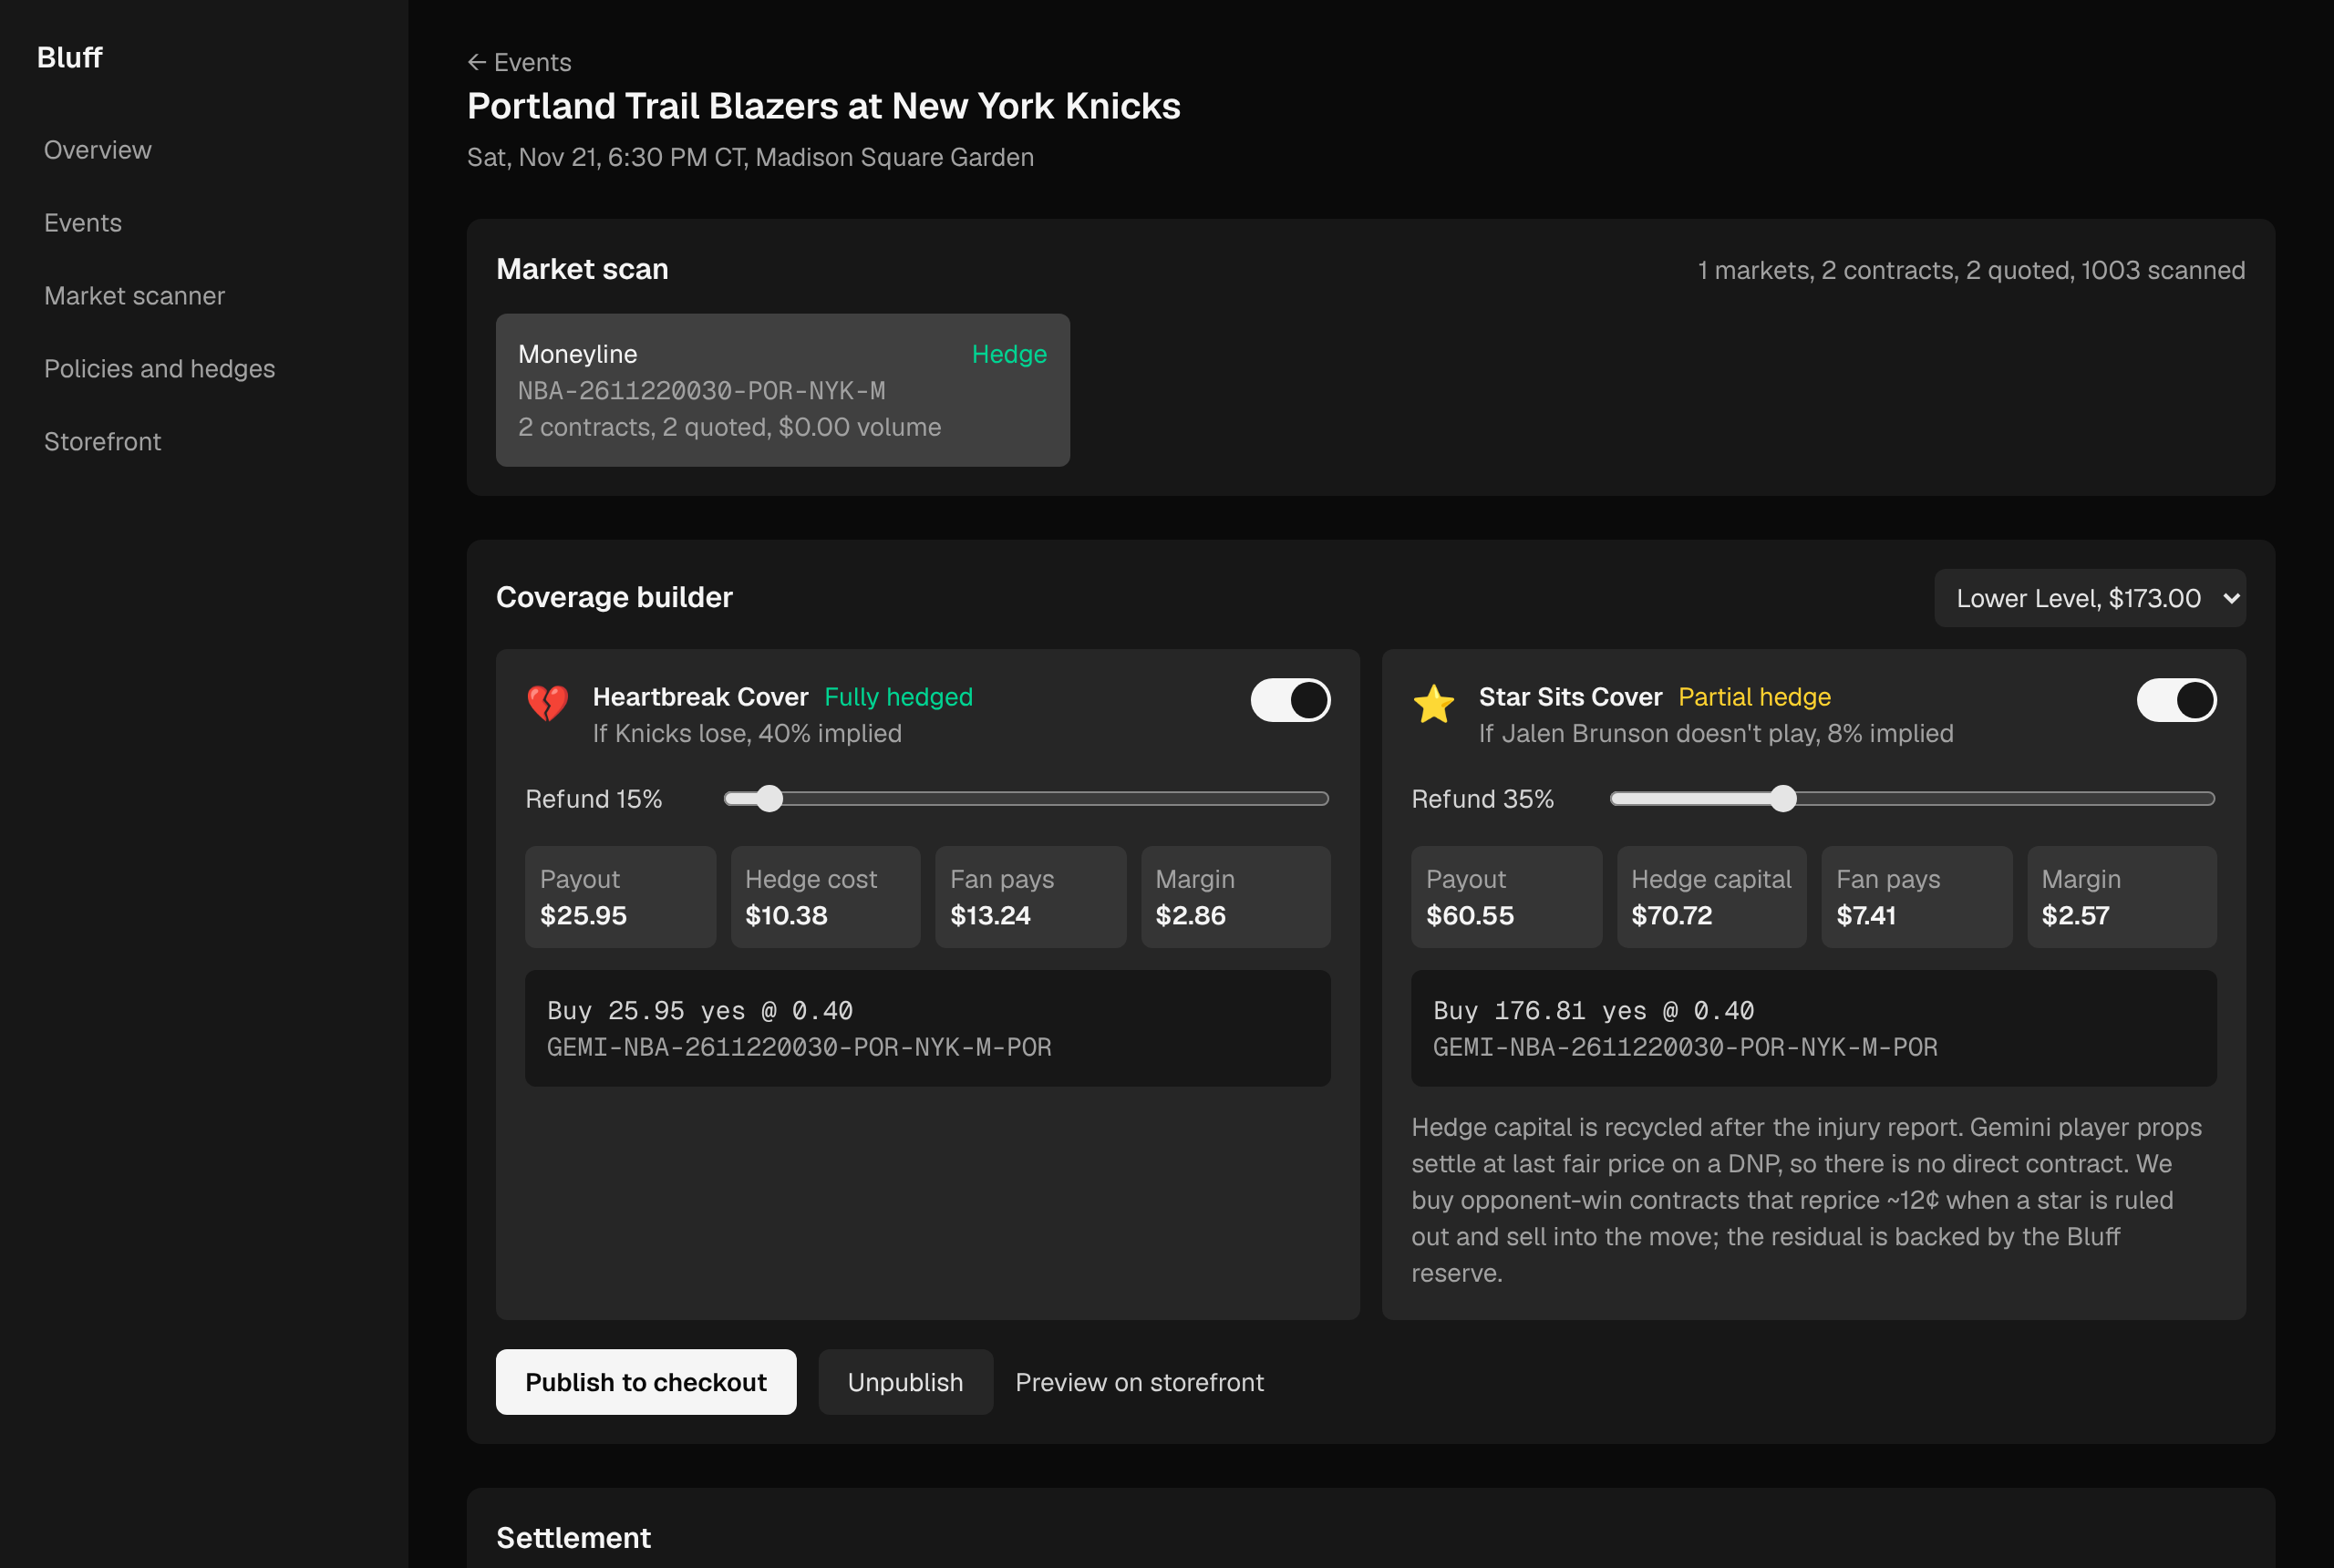 Bluff
Overview
Events
Market scanner
Policies and hedges
Storefront
← Events
Portland Trail Blazers at New York Knicks
Sat, Nov 21, 6:30 PM CT, Madison Square Garden
Market scan
1 markets, 2 contracts, 2 quoted, 1003 scanned
Moneyline
Hedge
NBA-2611220030-POR-NYK-M
2 contracts, 2 quoted, $0.00 volume
Coverage builder
Lower Level, $173.00
Heartbreak Cover Fully hedged
If Knicks lose, 40% implied
Refund 15%
Payout
$25.95
Hedge cost
$10.38
Fan pays
$13.24
Margin
$2.86
Buy 25.95 yes @ 0.40
GEMI-NBA-2611220030-POR-NYK-M-POR
Star Sits Cover Partial hedge
If Jalen Brunson doesn't play, 8% implied
Refund 35%
Payout
$60.55
Hedge capital
$70.72
Fan pays
$7.41
Margin
$2.57
Buy 176.81 yes @ 0.40
GEMI-NBA-2611220030-POR-NYK-M-POR
Hedge capital is recycled after the injury report. Gemini player props
settle at last fair price on a DNP, so there is no direct contract. We
buy opponent-win contracts that reprice ~12¢ when a star is ruled
out and sell into the move; the residual is backed by the Bluff
reserve.
Publish to checkout
Unpublish
Preview on storefront
Settlement